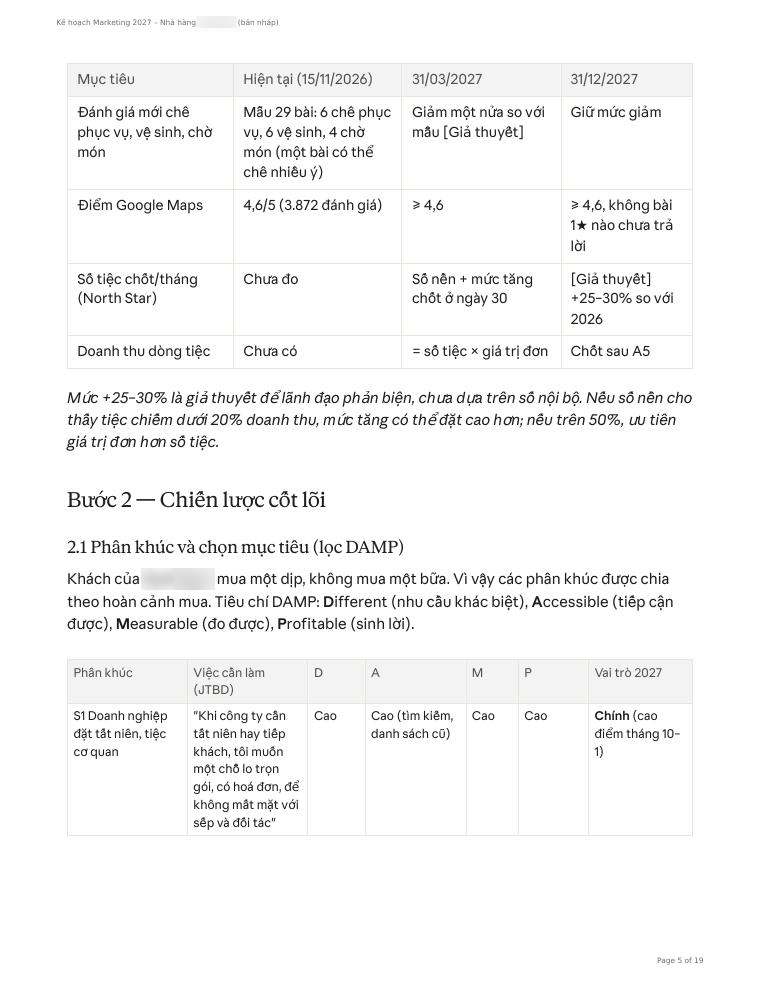 Kế hoạch Marketing 2027 – Nhà hàng (bản nháp)
Mục tiêu
Hiện tại (15/11/2026)
31/03/2027
31/12/2027
Đánh giá mới chê
phục vụ, vệ sinh, chờ
món
Mẫu 29 bài: 6 chê phục
vụ, 6 vệ sinh, 4 chờ
món (một bài có thể
chê nhiều ý)
Giảm một nửa so với
mẫu [Giả thuyết]
Giữ mức giảm
Điểm Google Maps
4,6/5 (3.872 đánh giá)
≥ 4,6
≥ 4,6, không bài
1★ nào chưa trả
lời
Số tiệc chốt/tháng
(North Star)
Chưa đo
Số nền + mức tăng
chốt ở ngày 30
[Giả thuyết]
+25–30% so với
2026
Doanh thu dòng tiệc
Chưa có
= số tiệc × giá trị đơn
Chốt sau A5
Mức +25–30% là giả thuyết để lãnh đạo phản biện, chưa dựa trên số nội bộ. Nếu số nền cho
thấy tiệc chiếm dưới 20% doanh thu, mức tăng có thể đặt cao hơn; nếu trên 50%, ưu tiên
giá trị đơn hơn số tiệc.
Bước 2 — Chiến lược cốt lõi
2.1 Phân khúc và chọn mục tiêu (lọc DAMP)
Khách của mua một dịp, không mua một bữa. Vì vậy các phân khúc được chia
theo hoàn cảnh mua. Tiêu chí DAMP: Different (nhu cầu khác biệt), Accessible (tiếp cận
được), Measurable (đo được), Profitable (sinh lời).
Phân khúc
Việc cần làm
(JTBD)
D
A
M
P
Vai trò 2027
S1 Doanh nghiệp
đặt tất niên, tiệc
cơ quan
"Khi công ty cần
tất niên hay tiếp
khách, tôi muốn
một chỗ lo trọn
gói, có hoá đơn, để
không mất mặt với
sếp và đối tác"
Cao
Cao (tìm kiếm,
danh sách cũ)
Cao
Cao
Chính (cao
điểm tháng 10–
1)
Page 5 of 19